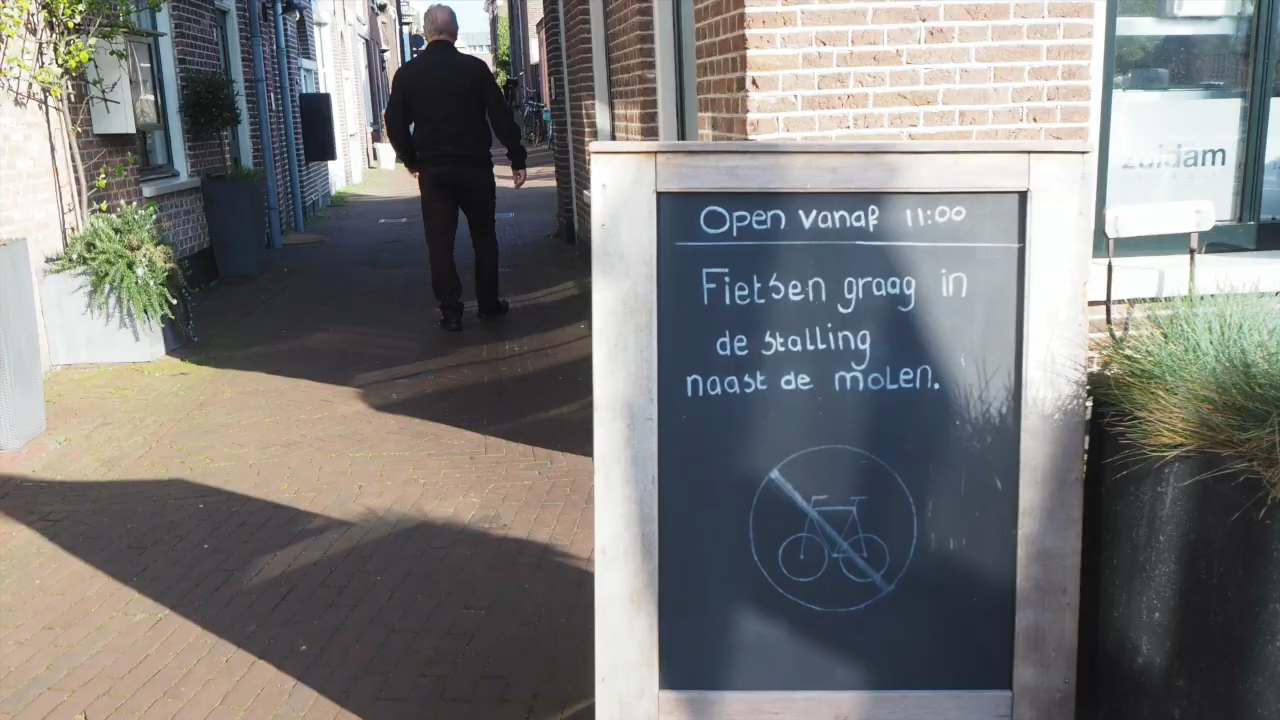 Open vanaf 11:00
Fietsen graag in
de stalling
naast de molen.
zuidam